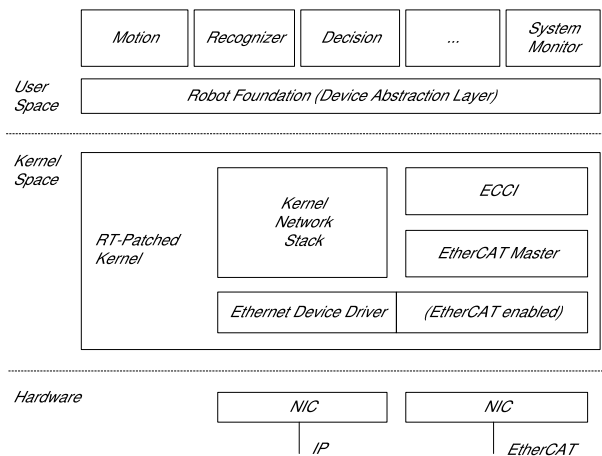 Motion
Recognizer
Decision
...
System
Monitor
User
Space
Robot Foundation (Device Abstraction Layer)
Kernel
Space
RT-Patched
Kernel
Kernel
Network
Stack
ECCI
EtherCAT Master
Ethernet Device Driver
(EtherCAT enabled)
Hardware
NIC
NIC
IP
EtherCAT